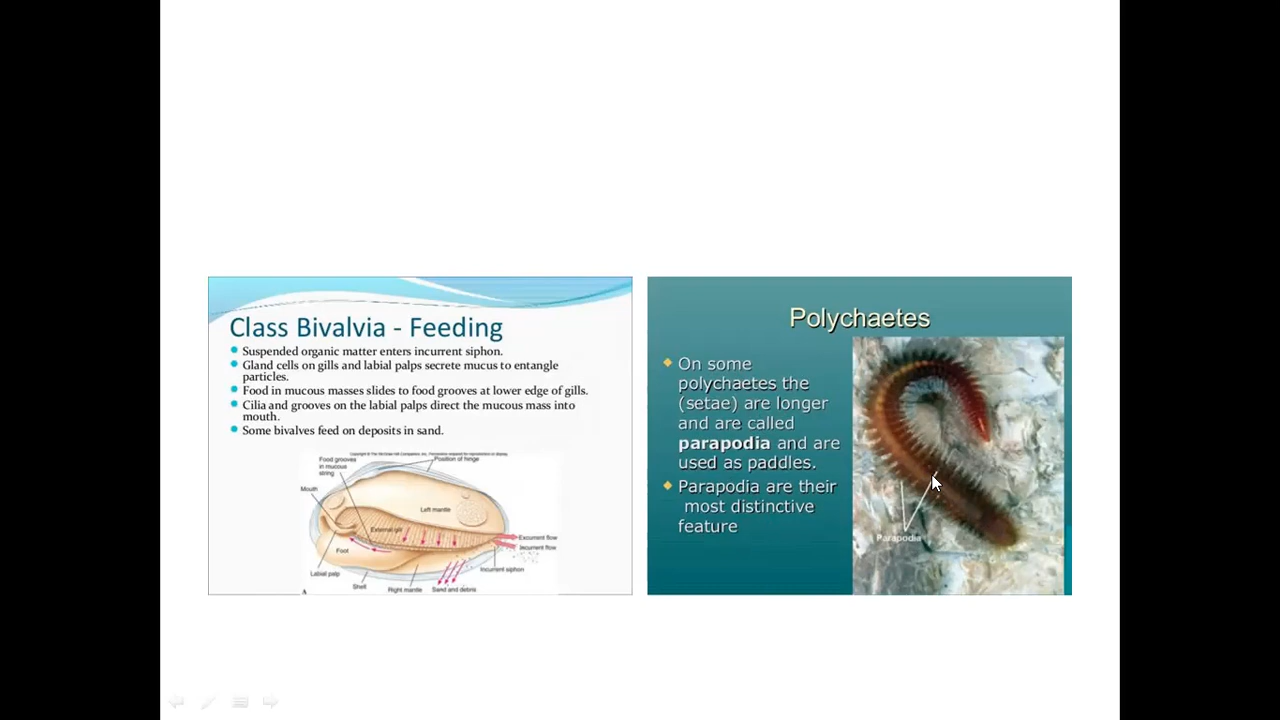 Class Bivalvia - Feeding
Suspended organic matter enters incurrent siphon.
Gland cells on gills and labial palps secrete mucus to entangle
particles.
Food in mucous masses slides to food grooves at lower edge of gills.
Cilia and grooves on the labial palps direct the mucous mass into
mouth.
Some bivalves feed on deposits in sand.
Food grooves
in mucous
string
Position of hinge
Mouth
Left mantle
External gill
Excurrent flow
Incurrent flow
Foot
Incurrent siphon
Labial palp
Shell
Right mantle
Sand and debris
A
Polychaetes
On some
polychaetes the
(setae) are longer
and are called
parapodia and are
used as paddles.
Parapodia are their
most distinctive
feature
Parapodia